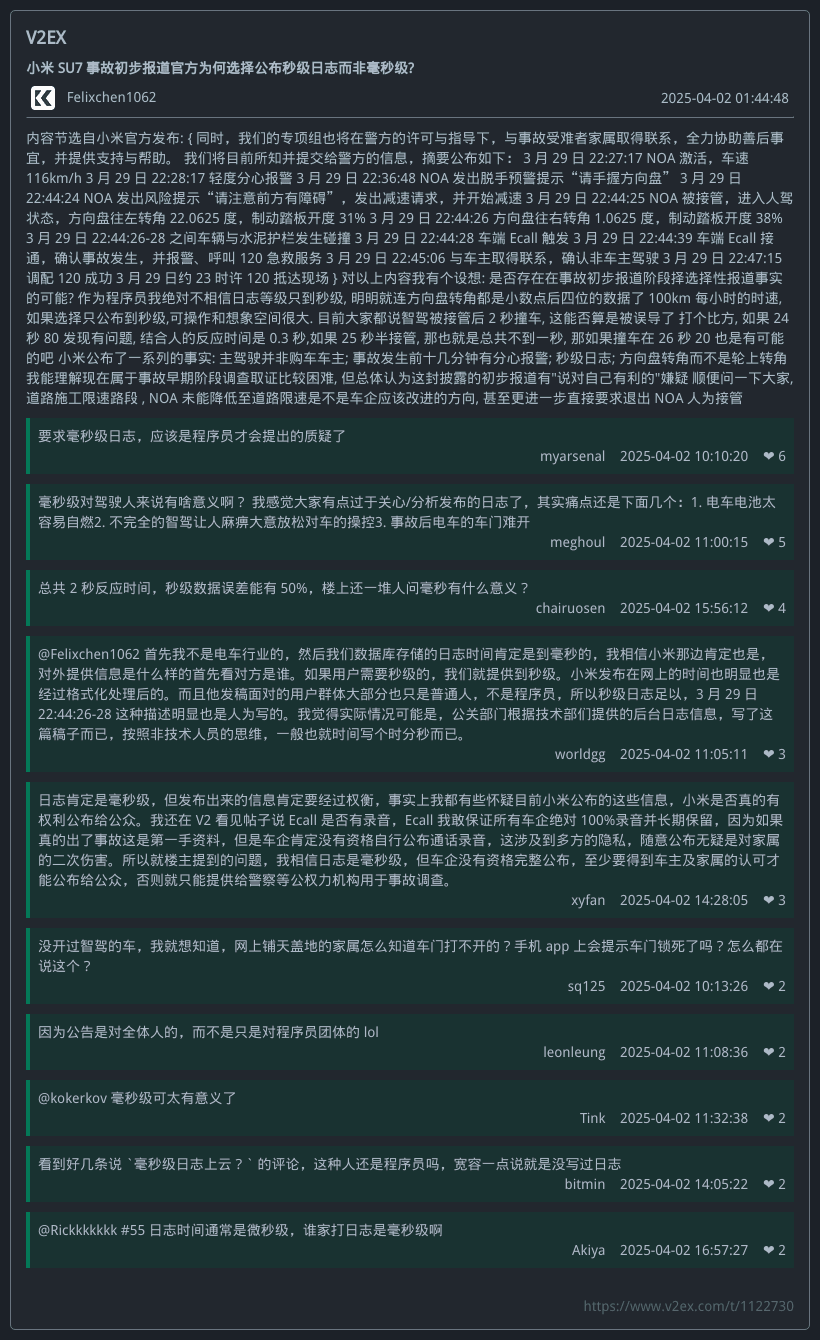 V2EX
小米 SU7 事故初步报道官方为何选择公布秒级日志而非毫秒级?
Felixchen1062 2025-04-02 01:44:48
内容节选自小米官方发布: { 同时，我们的专项组也将在警方的许可与指导下，与事故受难者家属取得联系，全力协助善后事
宜，并提供支持与帮助。 我们将目前所知并提交给警方的信息，摘要公布如下： 3 月 29 日 22:27:17 NOA 激活，车速
116km/h 3 月 29 日 22:28:17 轻度分心报警 3 月 29 日 22:36:48 NOA 发出脱手预警提示“请手握方向盘” 3 月 29 日
22:44:24 NOA 发出风险提示“请注意前方有障碍”，发出减速请求，并开始减速 3 月 29 日 22:44:25 NOA 被接管，进入人驾
状态，方向盘往左转角 22.0625 度，制动踏板开度 31% 3 月 29 日 22:44:26 方向盘往右转角 1.0625 度，制动踏板开度 38%
3 月 29 日 22:44:26-28 之间车辆与水泥护栏发生碰撞 3 月 29 日 22:44:28 车端 Ecall 触发 3 月 29 日 22:44:39 车端 Ecall 接
通，确认事故发生，并报警、呼叫 120 急救服务 3 月 29 日 22:45:06 与车主取得联系，确认非车主驾驶 3 月 29 日 22:47:15
调配 120 成功 3 月 29 日约 23 时许 120 抵达现场 } 对以上内容我有个设想: 是否存在在事故初步报道阶段择选择性报道事实
的可能? 作为程序员我绝对不相信日志等级只到秒级, 明明就连方向盘转角都是小数点后四位的数据了 100km 每小时的时速,
如果选择只公布到秒级,可操作和想象空间很大. 目前大家都说智驾被接管后 2 秒撞车, 这能否算是被误导了 打个比方, 如果 24
秒 80 发现有问题, 结合人的反应时间是 0.3 秒,如果 25 秒半接管, 那也就是总共不到一秒, 那如果撞车在 26 秒 20 也是有可能
的吧 小米公布了一系列的事实: 主驾驶并非购车车主; 事故发生前十几分钟有分心报警; 秒级日志; 方向盘转角而不是轮上转角
我能理解现在属于事故早期阶段调查取证比较困难, 但总体认为这封披露的初步报道有"说对自己有利的"嫌疑 顺便问一下大家,
道路施工限速路段 , NOA 未能降低至道路限速是不是车企应该改进的方向, 甚至更进一步直接要求退出 NOA 人为接管
要求毫秒级日志，应该是程序员才会提出的质疑了
myarsenal 2025-04-02 10:10:20 ❤ 6
毫秒级对驾驶人来说有啥意义啊？ 我感觉大家有点过于关心/分析发布的日志了，其实痛点还是下面几个：1. 电车电池太
容易自燃2. 不完全的智驾让人麻痹大意放松对车的操控3. 事故后电车的车门难开
meghoul 2025-04-02 11:00:15 ❤ 5
总共 2 秒反应时间，秒级数据误差能有 50%，楼上还一堆人问毫秒有什么意义？
chairuosen 2025-04-02 15:56:12 ❤ 4
@Felixchen1062 首先我不是电车行业的，然后我们数据库存储的日志时间肯定是到毫秒的，我相信小米那边肯定也是，
对外提供信息是什么样的首先看对方是谁。如果用户需要秒级的，我们就提供到秒级。小米发布在网上的时间也明显也是
经过格式化处理后的。而且他发稿面对的用户群体大部分也只是普通人，不是程序员，所以秒级日志足以，3 月 29 日
22:44:26-28 这种描述明显也是人为写的。我觉得实际情况可能是，公关部门根据技术部们提供的后台日志信息，写了这
篇稿子而已，按照非技术人员的思维，一般也就时间写个时分秒而已。
worldgg 2025-04-02 11:05:11 ❤ 3
日志肯定是毫秒级，但发布出来的信息肯定要经过权衡，事实上我都有些怀疑目前小米公布的这些信息，小米是否真的有
权利公布给公众。我还在 V2 看见帖子说 Ecall 是否有录音，Ecall 我敢保证所有车企绝对 100%录音并长期保留，因为如果
真的出了事故这是第一手资料，但是车企肯定没有资格自行公布通话录音，这涉及到多方的隐私，随意公布无疑是对家属
的二次伤害。所以就楼主提到的问题，我相信日志是毫秒级，但车企没有资格完整公布，至少要得到车主及家属的认可才
能公布给公众，否则就只能提供给警察等公权力机构用于事故调查。
xyfan 2025-04-02 14:28:05 ❤ 3
没开过智驾的车，我就想知道，网上铺天盖地的家属怎么知道车门打不开的？手机 app 上会提示车门锁死了吗？怎么都在
说这个？
sq125 2025-04-02 10:13:26 ❤ 2
因为公告是对全体人的，而不是只是对程序员团体的 lol
leonleung 2025-04-02 11:08:36 ❤ 2
@kokerkov 毫秒级可太有意义了
Tink 2025-04-02 11:32:38 ❤ 2
看到好几条说 `毫秒级日志上云？` 的评论，这种人还是程序员吗，宽容一点说就是没写过日志
bitmin 2025-04-02 14:05:22 ❤ 2
@Rickkkkkkk #55 日志时间通常是微秒级，谁家打日志是毫秒级啊
Akiya 2025-04-02 16:57:27 ❤ 2
https://www.v2ex.com/t/1122730